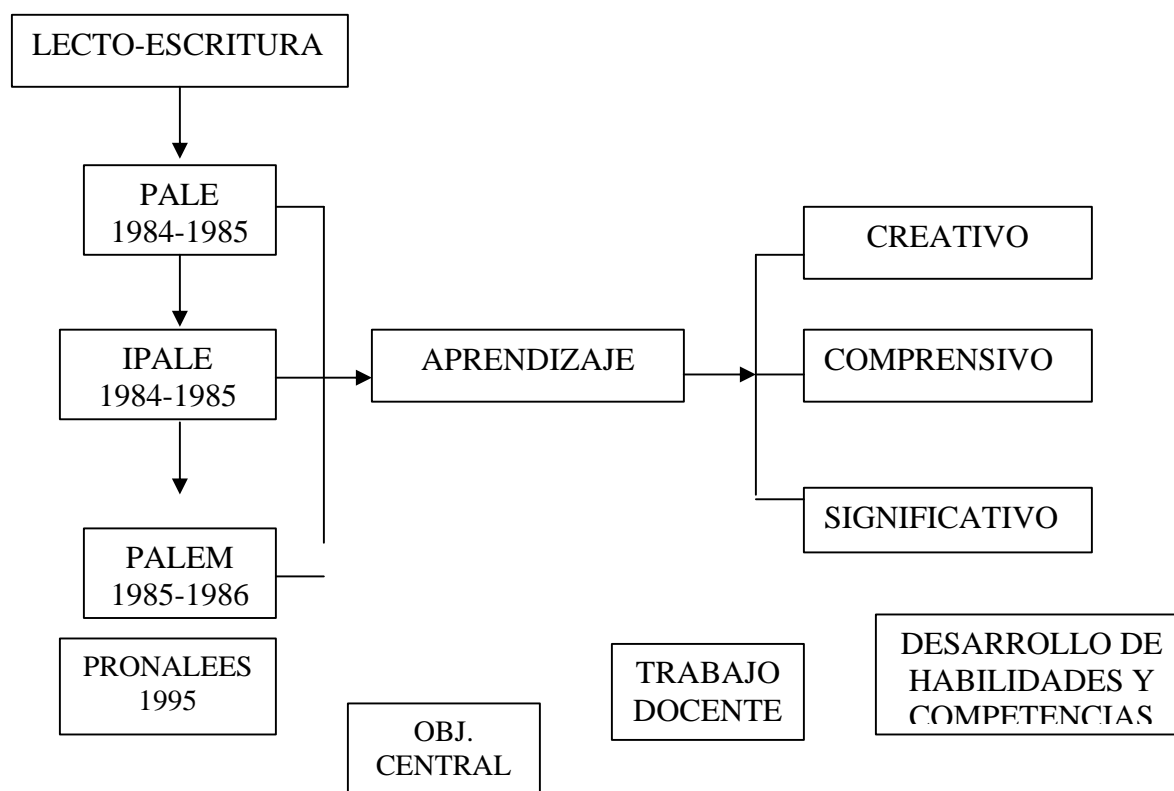 LECTO-ESCRITURA
PALE
1984-1985
CREATIVO
IPALE
1984-1985
APRENDIZAJE
COMPRENSIVO
SIGNIFICATIVO
PALEM
1985-1986
PRONALEES
1995
TRABAJO
DOCENTE
DESARROLLO DE
HABILIDADES Y
COMPETENCIAS
OBJ.
CENTRAL